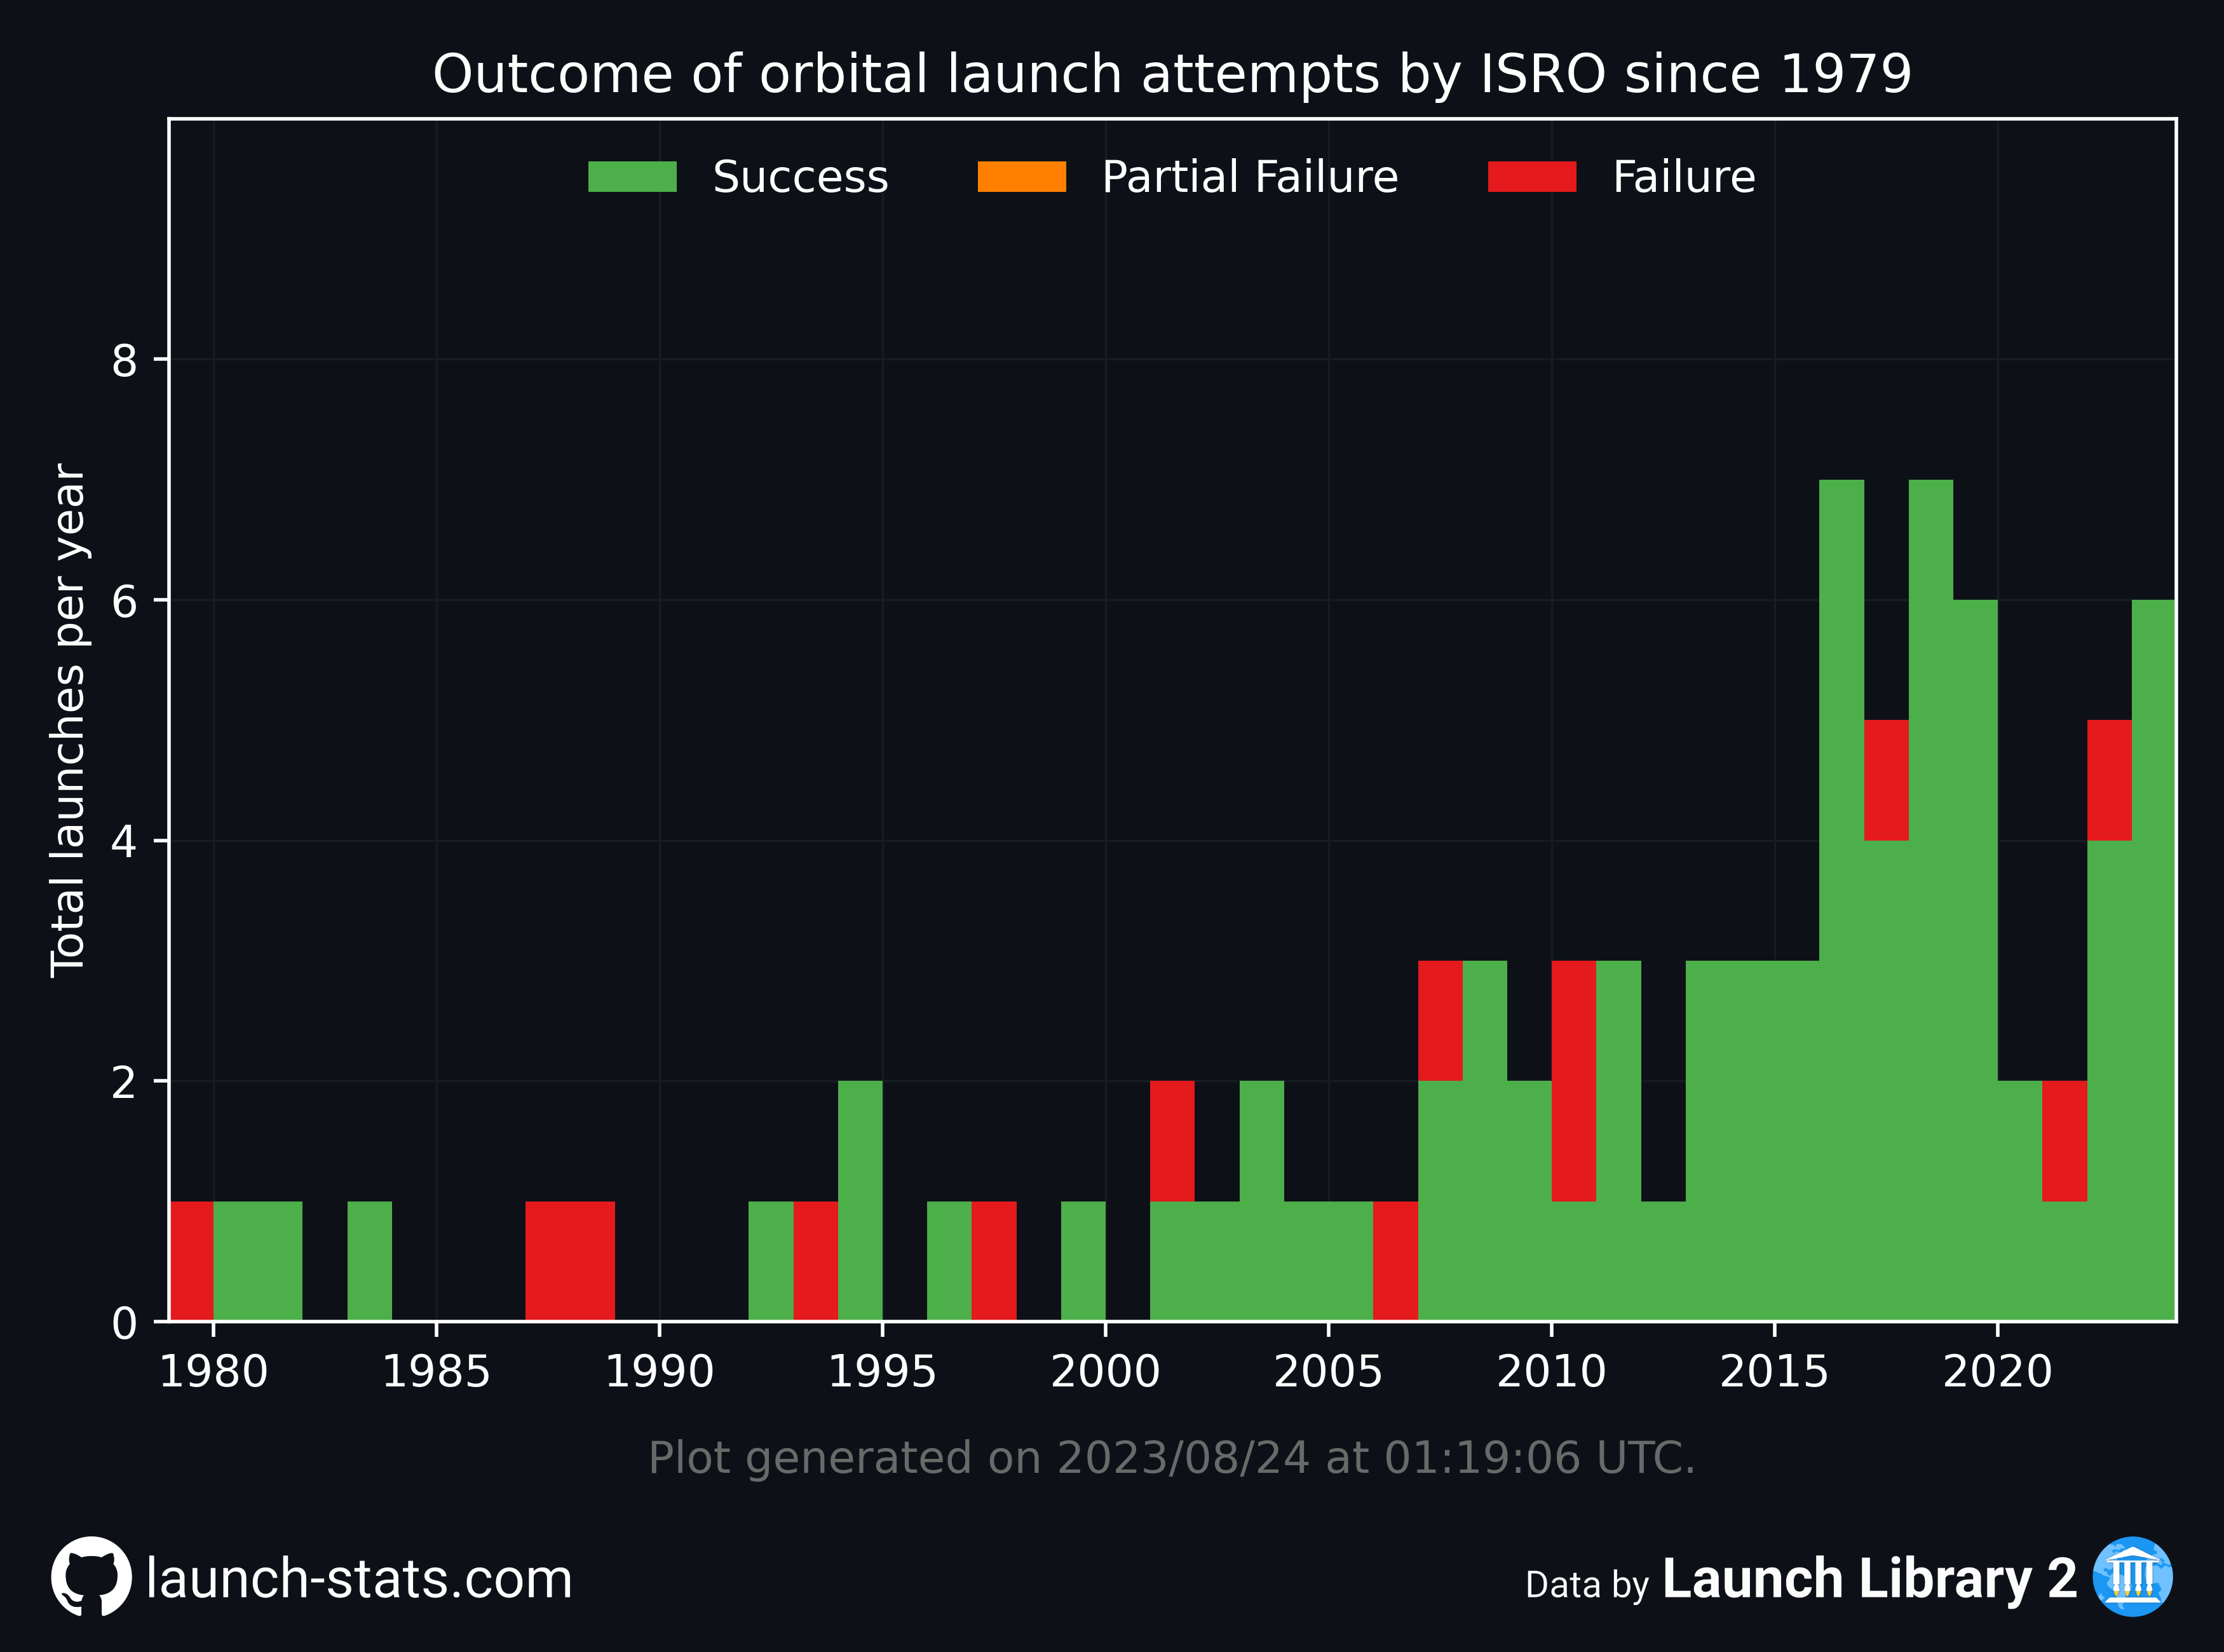 Outcome of orbital launch attempts by ISRO since 1979
Success Partial Failure Failure
Total launches per year
8
6
4
2
0
1980 1985 1990 1995 2000 2005 2010 2015 2020
Plot generated on 2023/08/24 at 01:19:06 UTC.
launch-stats.com
Data by Launch Library 2